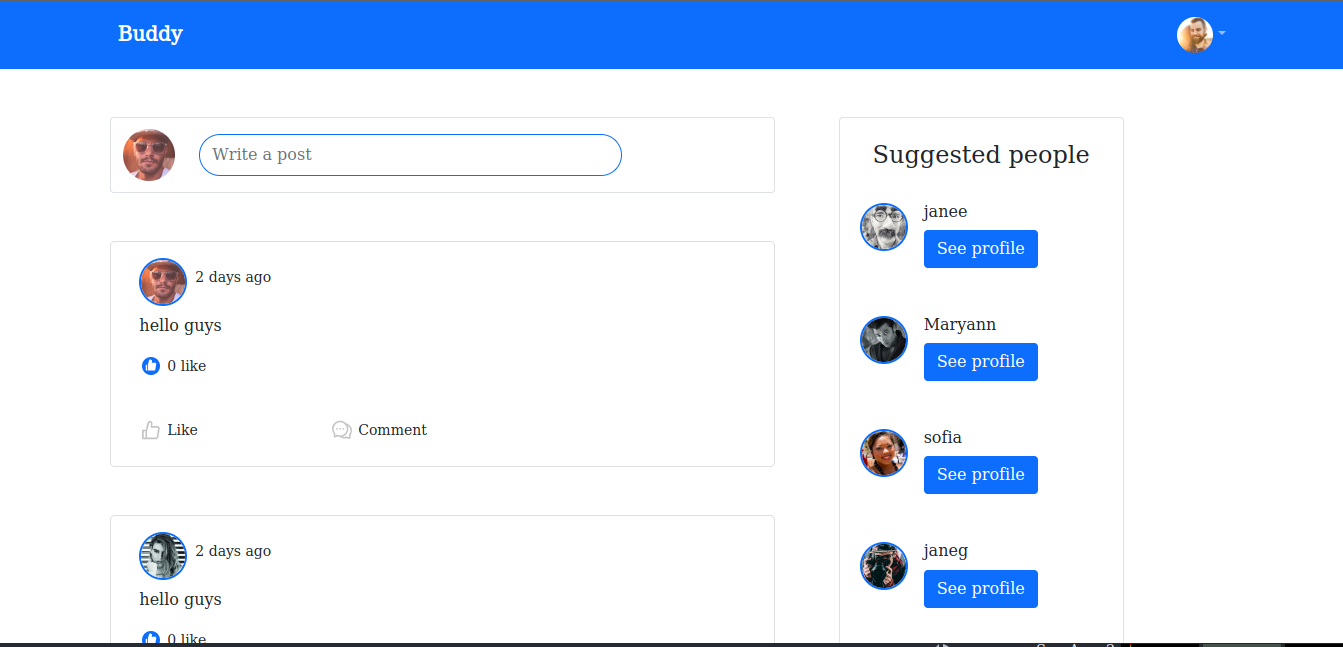 Buddy
Write a post
2 days ago
hello guys
0 like
Like
Comment
2 days ago
hello guys
0 like
Suggested people
janee
See profile
Maryann
See profile
sofia
See profile
janeg
See profile